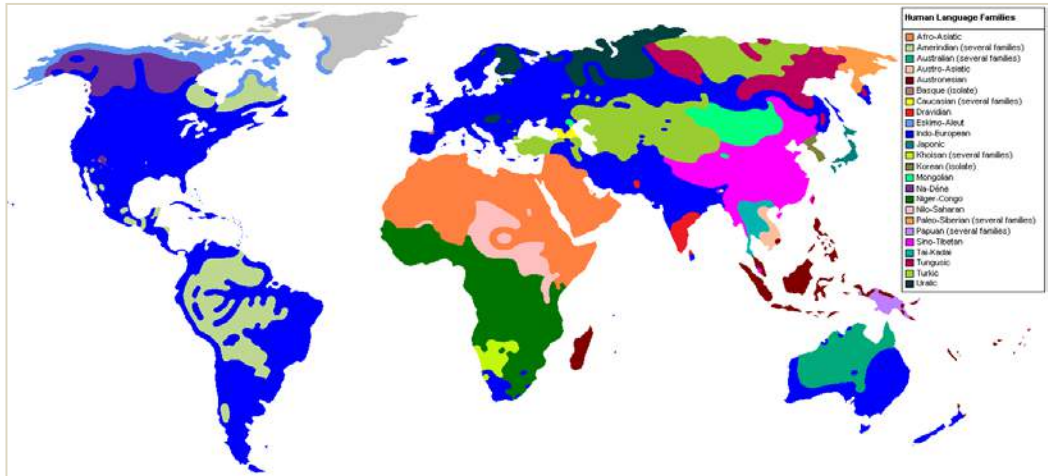 Human Language Families
Afro-Asiatic
Amerindian (several families)
Australian (several families)
Austro-Asiatic
Austronesian
Basque (isolate)
Caucasian (several families)
Dravidian
Eskimo-Aleut
Indo-European
Japonic
Khoisan (several families)
Korean (isolate)
Mongolian
Na-Déne
Niger-Congo
Nilo-Saharan
Paleo-Siberian (several families)
Papuan (several families)
Sino-Tibetan
Tai-Kadai
Tungusic
Turkic
Uralic